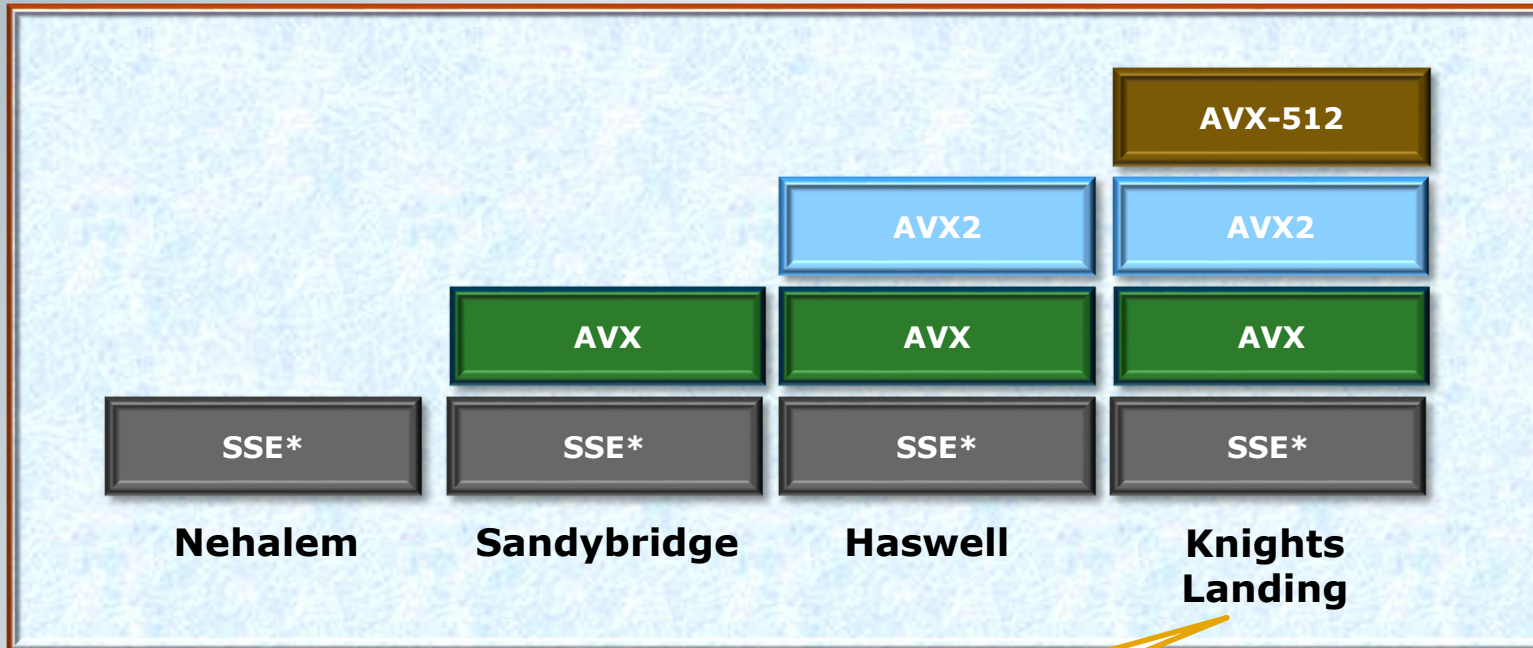 AVX-512
AVX2 AVX2
AVX AVX AVX
SSE* SSE* SSE* SSE*
Nehalem Sandybridge Haswell Knights
Landing